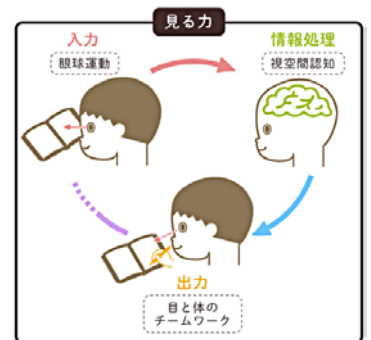 見る力
入力
眼球運動
情報処理
視空間認知
出力
目と体の
チームワーク